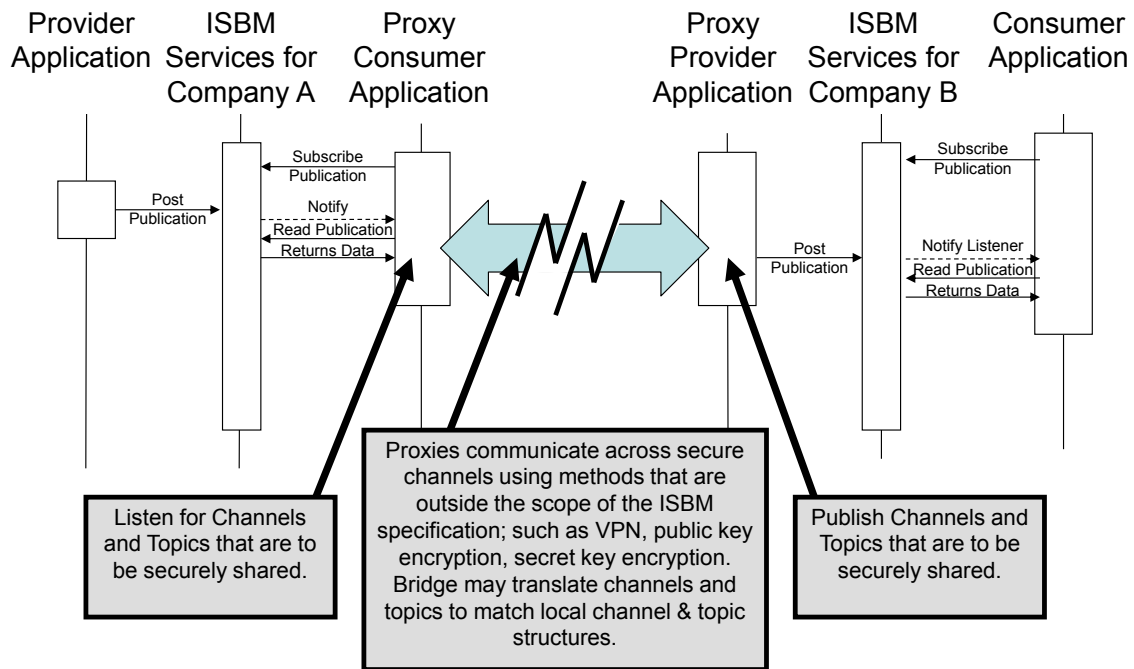 Provider
Application
ISBM
Services for
Company A
Proxy
Consumer
Application
Proxy
Provider
Application
ISBM
Services for
Company B
Consumer
Application
Subscribe
Publication
Post
Publication
Notify
Read Publication
Returns Data
Post
Publication
Subscribe
Publication
Notify Listener
Read Publication
Returns Data
Listen for Channels
and Topics that are to
be securely shared.
Proxies communicate across secure
channels using methods that are
outside the scope of the ISBM
specification; such as VPN, public key
encryption, secret key encryption.
Bridge may translate channels and
topics to match local channel & topic
structures.
Publish Channels and
Topics that are to be
securely shared.